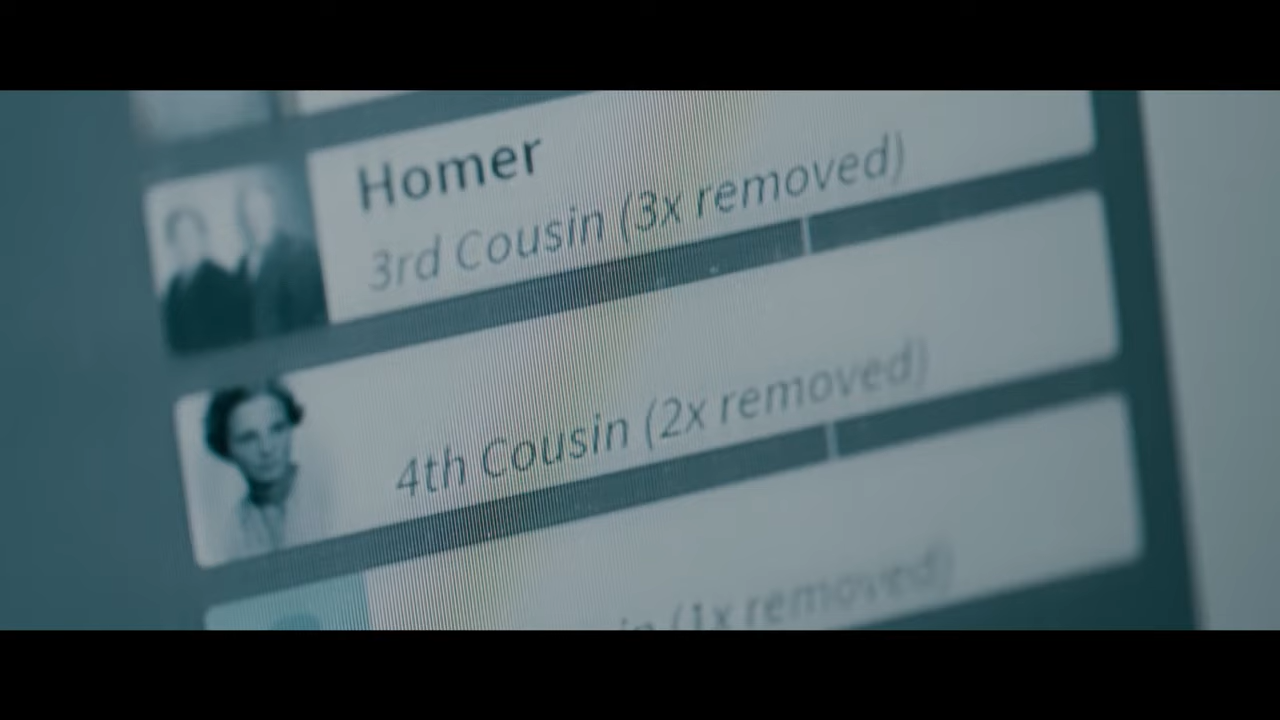 Homer
3rd Cousin (3x removed)
4th Cousin (2x removed)
(1x removed)